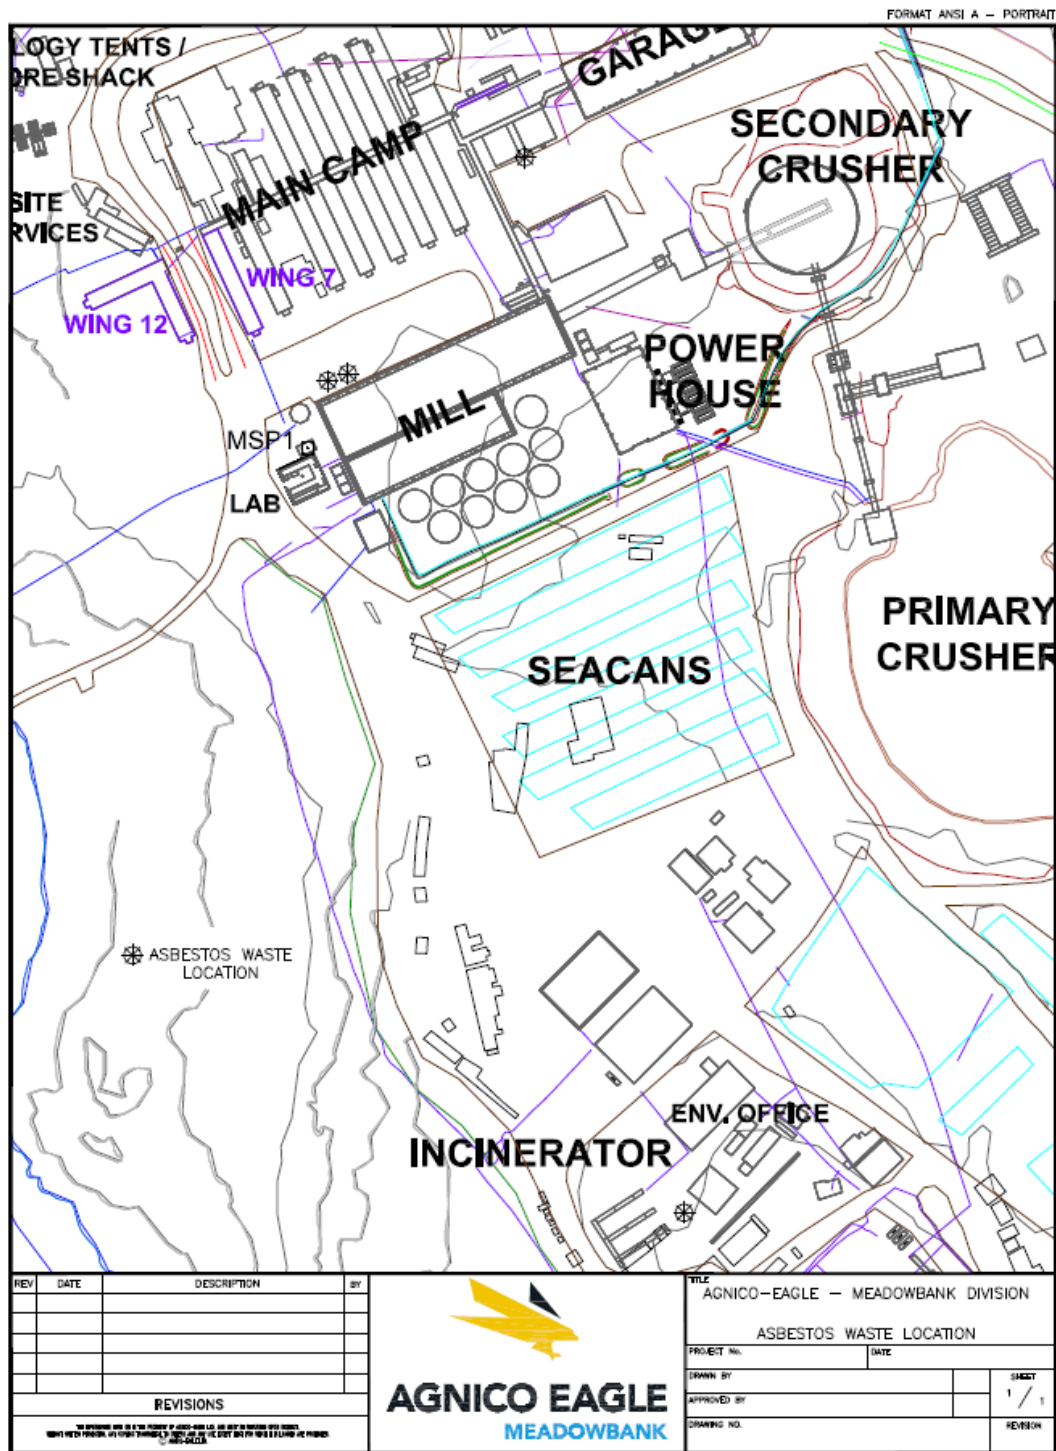 FORMAT ANSI A – PORTRAIT
LOGY TENTS /
ORE SHACK
GARAGE
SECONDARY
CRUSHER
MAIN CAMP
SITE
RVICES
WING 7
WING 12
POWER
HOUSE
MILL
MSP1
LAB
PRIMARY
CRUSHER
SEACANS
ASBESTOS WASTE
LOCATION
ENV. OFFICE
INCINERATOR
REV DATE DESCRIPTION BY
REVISIONS
AGNICO EAGLE
MEADOWBANK
TITLE
AGNICO-EAGLE – MEADOWBANK DIVISION
ASBESTOS WASTE LOCATION
PROJECT No. DATE
DRAWN BY SHEET
APPROVED BY 1 / 1
DRAWING NO. REVISION